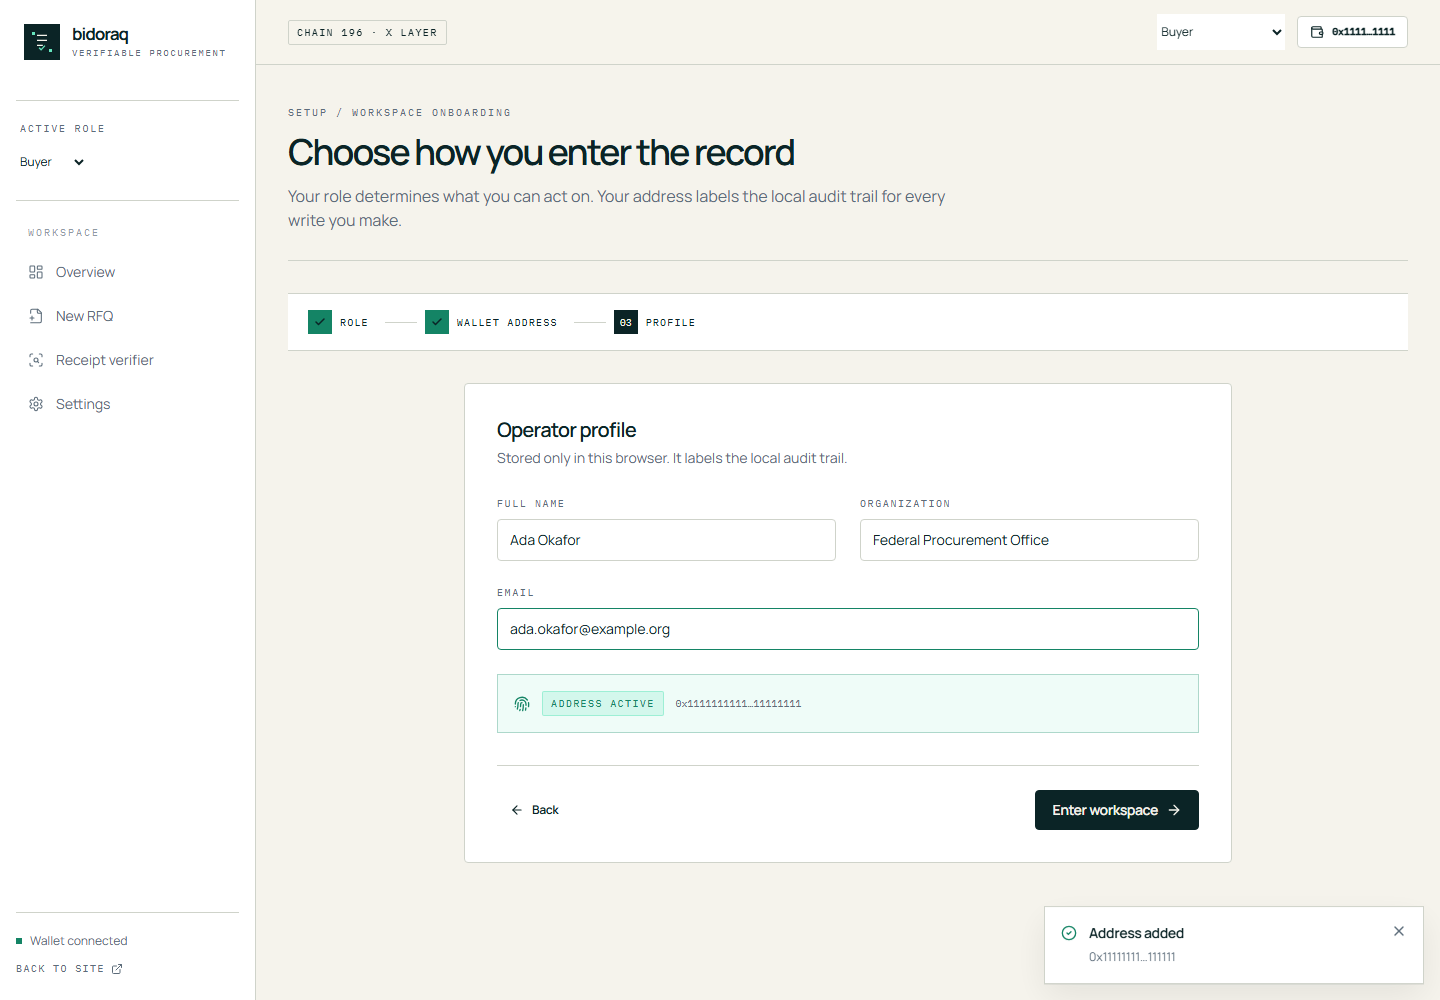 bidoraq
VERIFIABLE PROCUREMENT
ACTIVE ROLE
Buyer
WORKSPACE
Overview
New RFQ
Receipt verifier
Settings
Wallet connected
BACK TO SITE
CHAIN 196 · X LAYER
Buyer
0x1111…1111
SETUP / WORKSPACE ONBOARDING
Choose how you enter the record
Your role determines what you can act on. Your address labels the local audit trail for every
write you make.
ROLE
WALLET ADDRESS
03 PROFILE
Operator profile
Stored only in this browser. It labels the local audit trail.
FULL NAME
Ada Okafor
ORGANIZATION
Federal Procurement Office
EMAIL
ada.okafor@example.org
ADDRESS ACTIVE
0x1111111111…11111111
Back
Enter workspace
Address added
0x11111111…111111